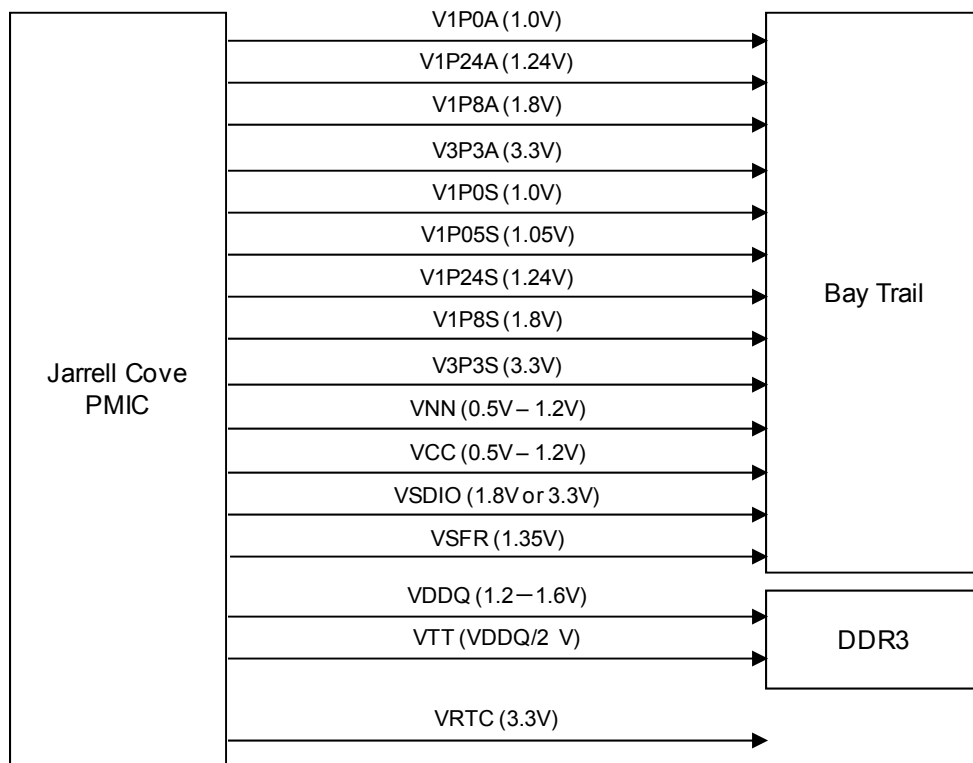 V1P0A (1.0V)
V1P24A (1.24V)
V1P8A (1.8V)
V3P3A (3.3V)
V1P0S (1.0V)
V1P05S (1.05V)
V1P24S (1.24V)
V1P8S (1.8V)
V3P3S (3.3V)
VNN (0.5V – 1.2V)
VCC (0.5V – 1.2V)
VSDIO (1.8V or 3.3V)
VSFR (1.35V)
VDDQ (1.2－1.6V)
VTT (VDDQ/2 V)
VRTC (3.3V)
Jarrell Cove
PMIC
Bay Trail
DDR3